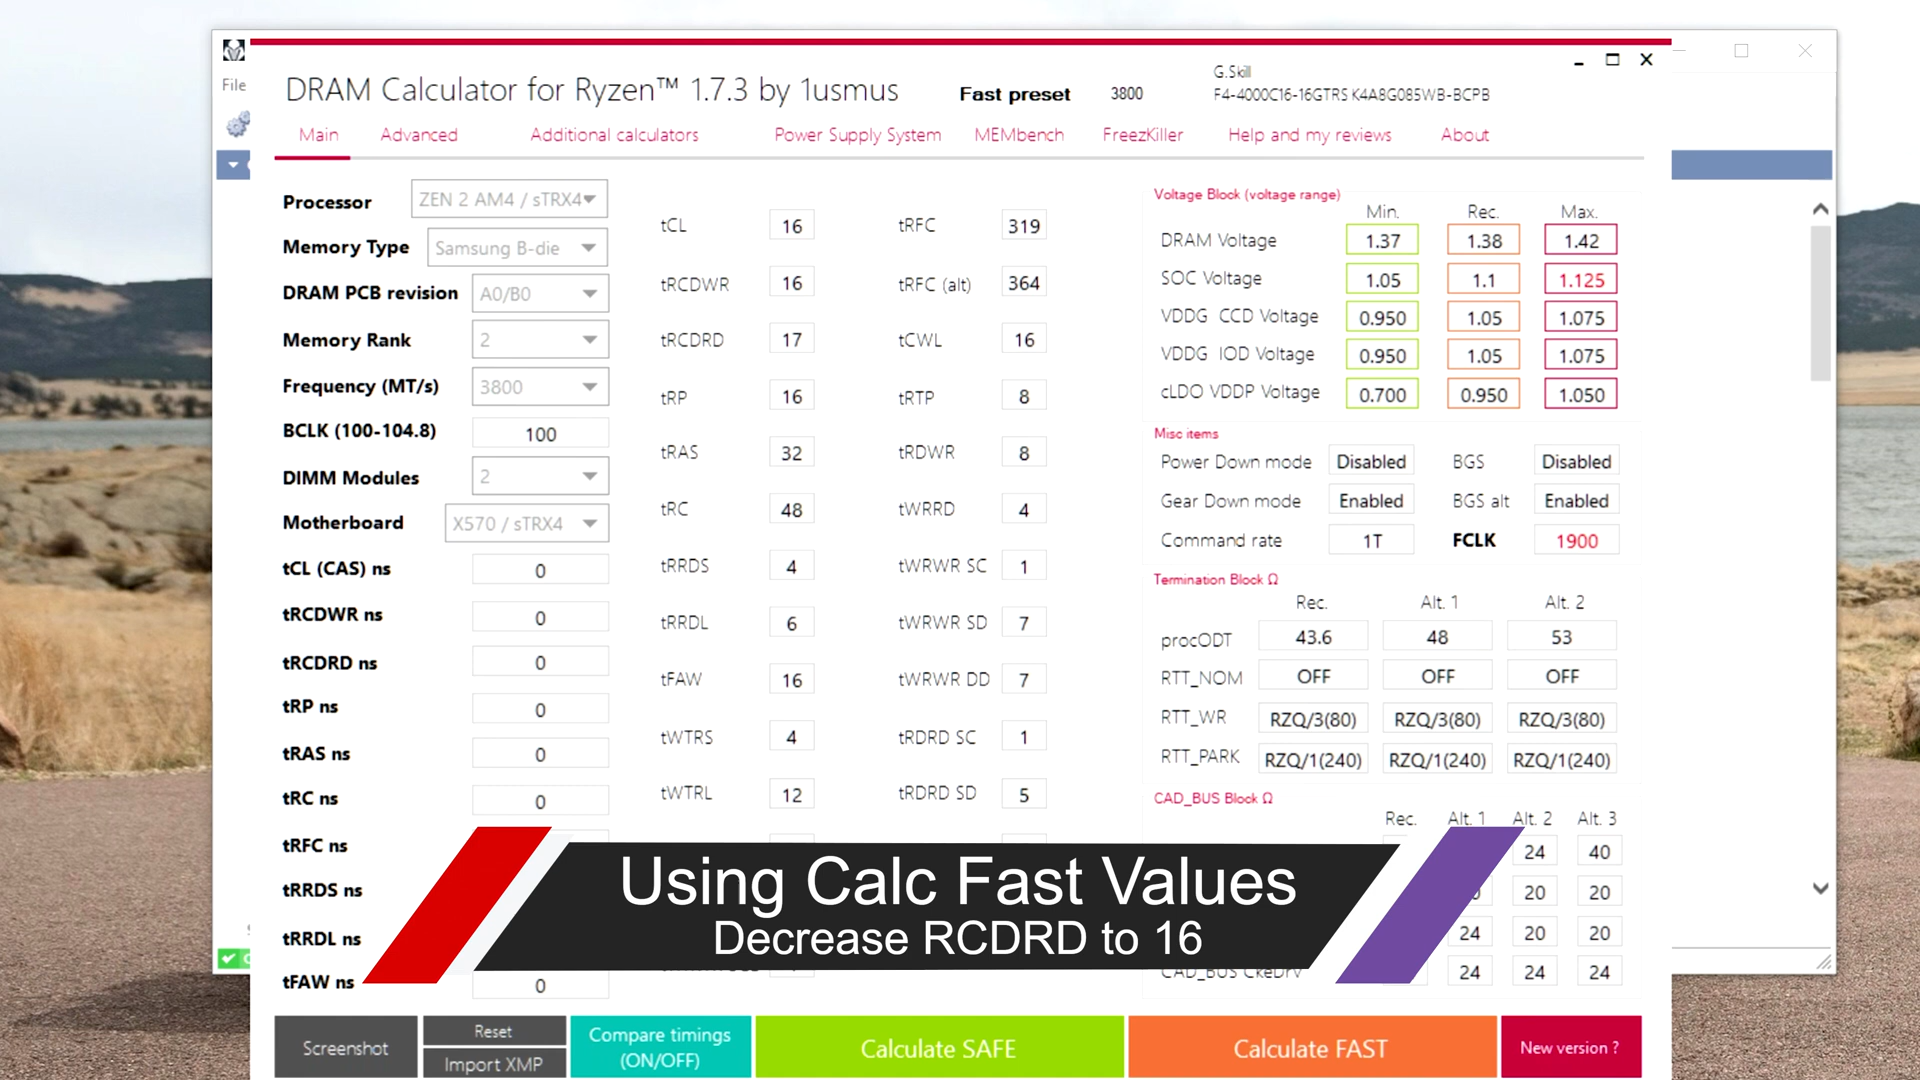 File
DRAM Calculator for Ryzen™ 1.7.3 by 1usmus
Fast preset 3800
G.Skill
F4-4000C16-16GTRS K4A8G085WB-BCPB
Main Advanced Additional calculators Power Supply System MEMbench FreezKiller Help and my reviews About
Processor ZEN 2 AM4 / sTRX4
Memory Type Samsung B-die
DRAM PCB revision A0/B0
Memory Rank 2
Frequency (MT/s) 3800
BCLK (100-104.8) 100
DIMM Modules 2
Motherboard X570 / sTRX4
tCL (CAS) ns 0
tRCDWR ns 0
tRCDRD ns 0
tRP ns 0
tRAS ns 0
tRC ns 0
tRFC ns
tRRDS ns
tRRDL ns
tFAW ns 0
tCL 16 tRFC 319
tRCDWR 16 tRFC (alt) 364
tRCDRD 17 tCWL 16
tRP 16 tRTP 8
tRAS 32 tRDWR 8
tRC 48 tWRRD 4
tRRDS 4 tWRWR SC 1
tRRDL 6 tWRWR SD 7
tFAW 16 tWRWR DD 7
tWTRS 4 tRDRD SC 1
tWTRL 12 tRDRD SD 5
Voltage Block (voltage range)
Min. Rec. Max.
DRAM Voltage 1.37 1.38 1.42
SOC Voltage 1.05 1.1 1.125
VDDG CCD Voltage 0.950 1.05 1.075
VDDG IOD Voltage 0.950 1.05 1.075
cLDO VDDP Voltage 0.700 0.950 1.050
Misc items
Power Down mode Disabled BGS Disabled
Gear Down mode Enabled BGS alt Enabled
Command rate 1T FCLK 1900
Termination Block Ω
Rec. Alt. 1 Alt. 2
procODT 43.6 48 53
RTT_NOM OFF OFF OFF
RTT_WR RZQ/3(80) RZQ/3(80) RZQ/3(80)
RTT_PARK RZQ/1(240) RZQ/1(240) RZQ/1(240)
CAD_BUS Block Ω
Rec. Alt. 1 Alt. 2 Alt. 3
24 40
20 20
24 20 20
CAD_BUS CkeDrv 24 24 24
Using Calc Fast Values
Decrease RCDRD to 16
Screenshot
Reset
Import XMP
Compare timings
(ON/OFF)
Calculate SAFE
Calculate FAST
New version ?